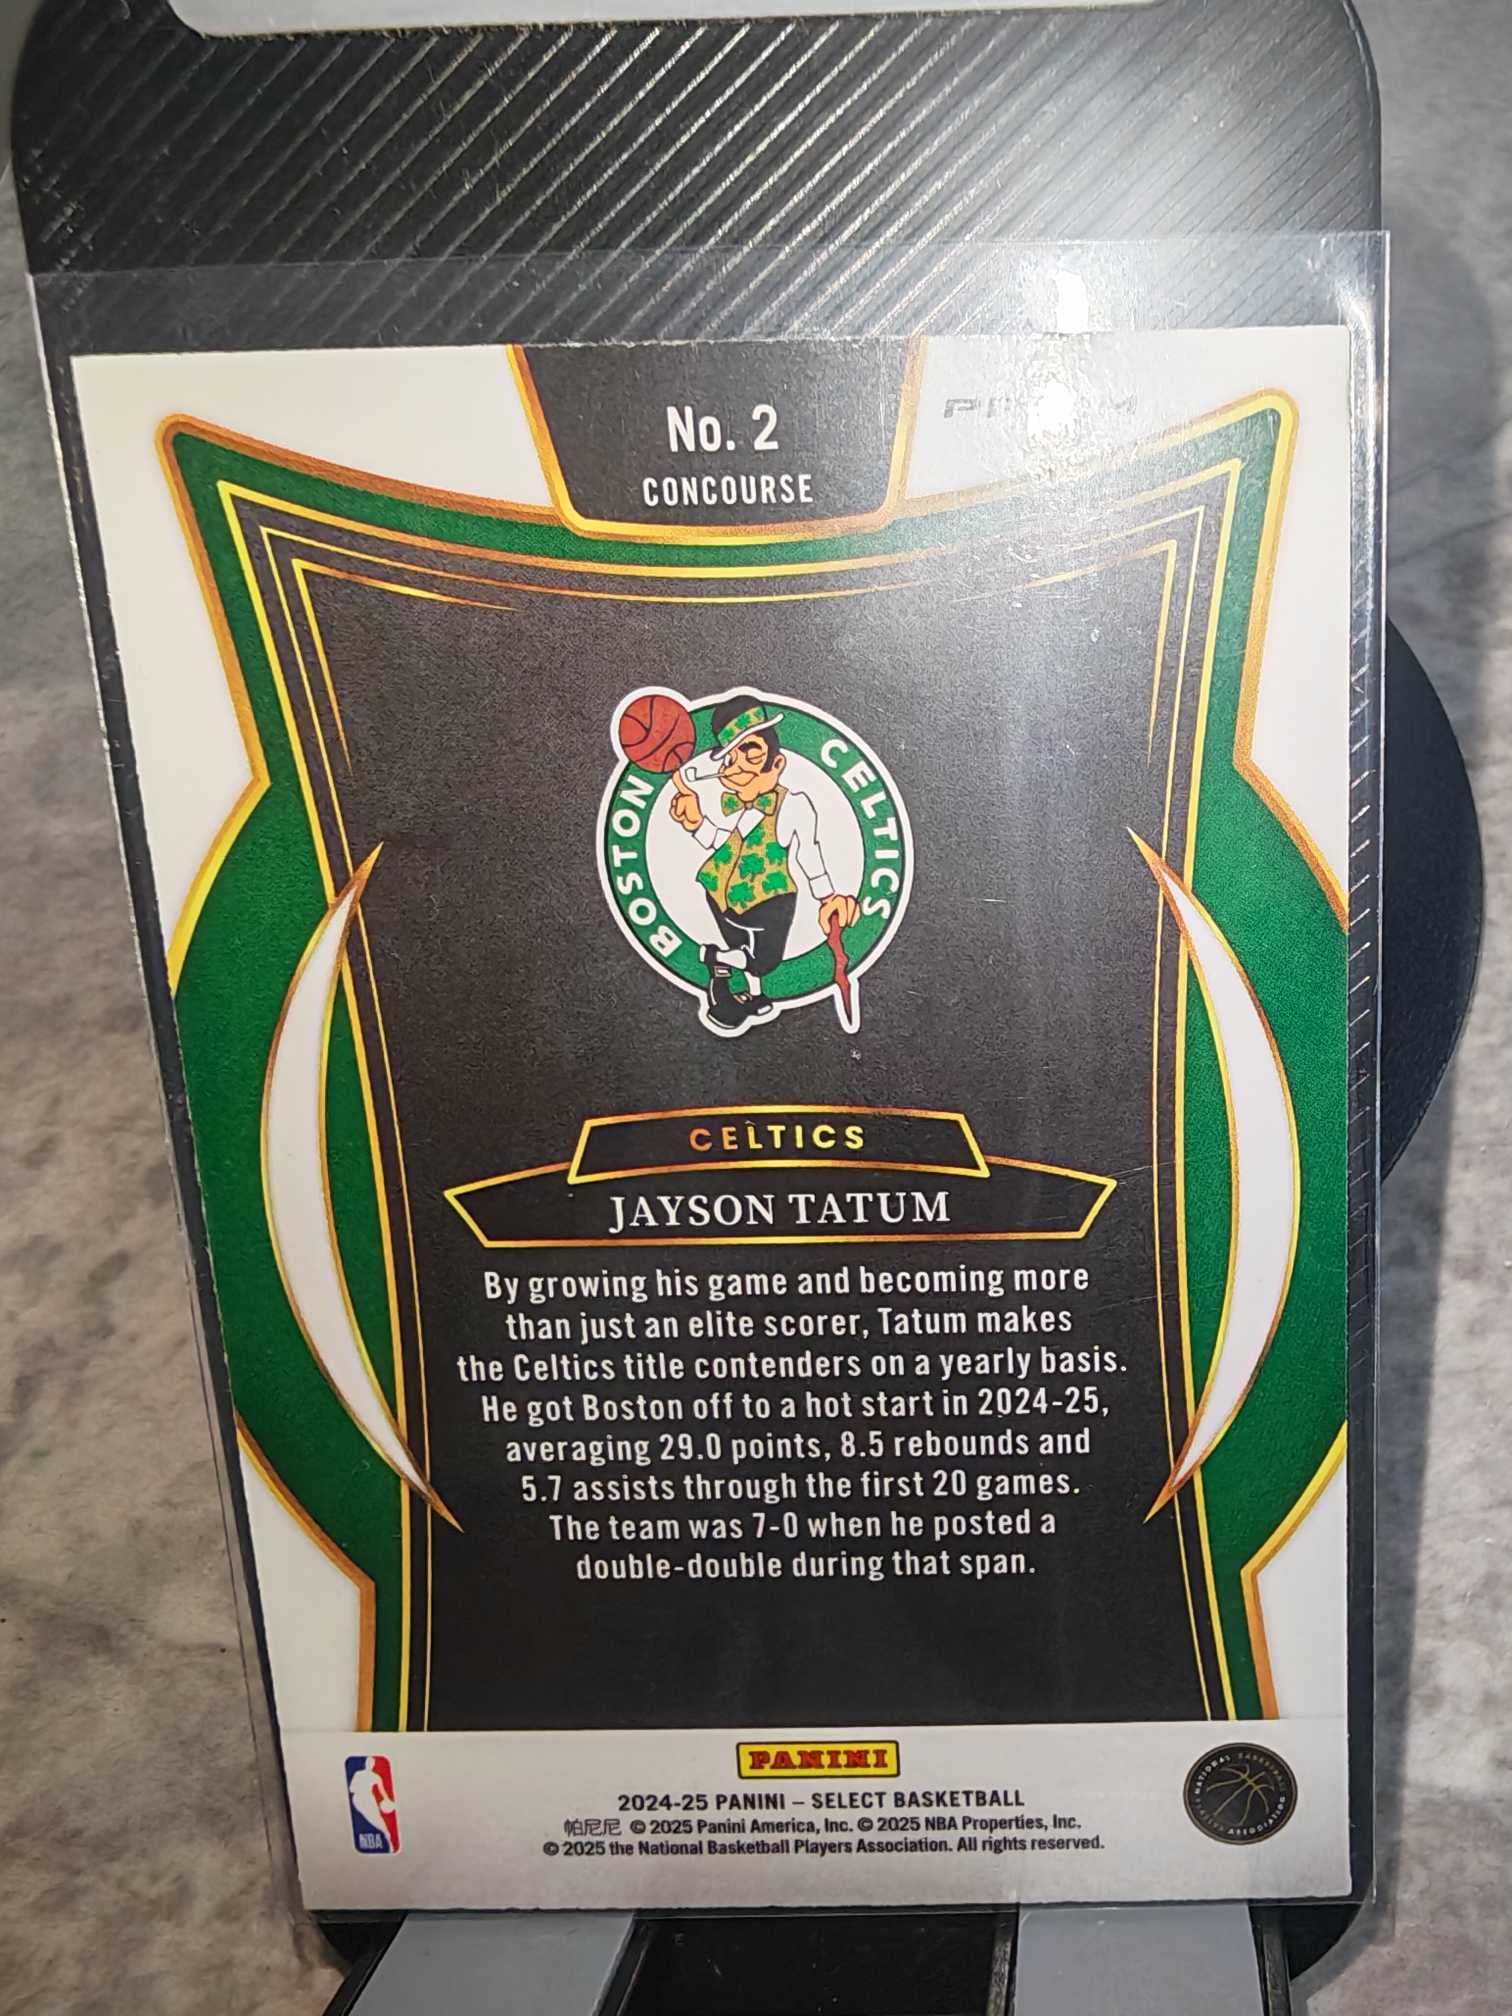 No. 2
CONCOURSE
BOSTON CELTICS
CELTICS
JAYSON TATUM
By growing his game and becoming more
than just an elite scorer, Tatum makes
the Celtics title contenders on a yearly basis.
He got Boston off to a hot start in 2024-25,
averaging 29.0 points, 8.5 rebounds and
5.7 assists through the first 20 games.
The team was 7-0 when he posted a
double-double during that span.
PANINI
NBA
2024-25 PANINI – SELECT BASKETBALL
帕尼尼 © 2025 Panini America, Inc. © 2025 NBA Properties, Inc.
© 2025 the National Basketball Players Association. All rights reserved.